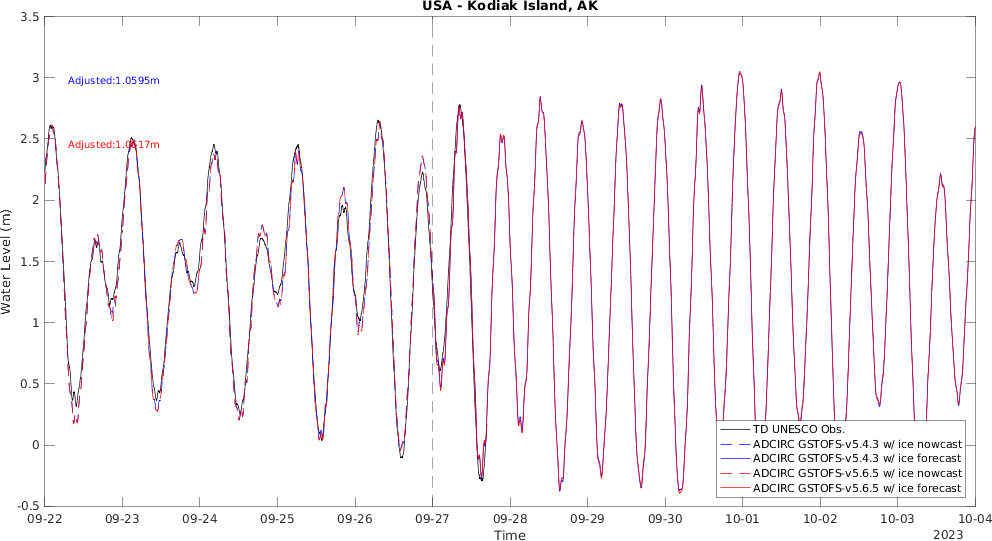 USA - Kodiak Island, AK
3.5
3
2.5
2
1.5
1
0.5
0
-0.5
Water Level (m)
Adjusted:1.0595m
TD UNESCO Obs.
ADCIRC GSTOFS-v5.4.3 w/ ice nowcast
ADCIRC GSTOFS-v5.4.3 w/ ice forecast
ADCIRC GSTOFS-v5.6.5 w/ ice nowcast
ADCIRC GSTOFS-v5.6.5 w/ ice forecast
09-22 09-23 09-24 09-25 09-26 09-27 09-28 09-29 09-30 10-01 10-02 10-03 10-04
Time
2023